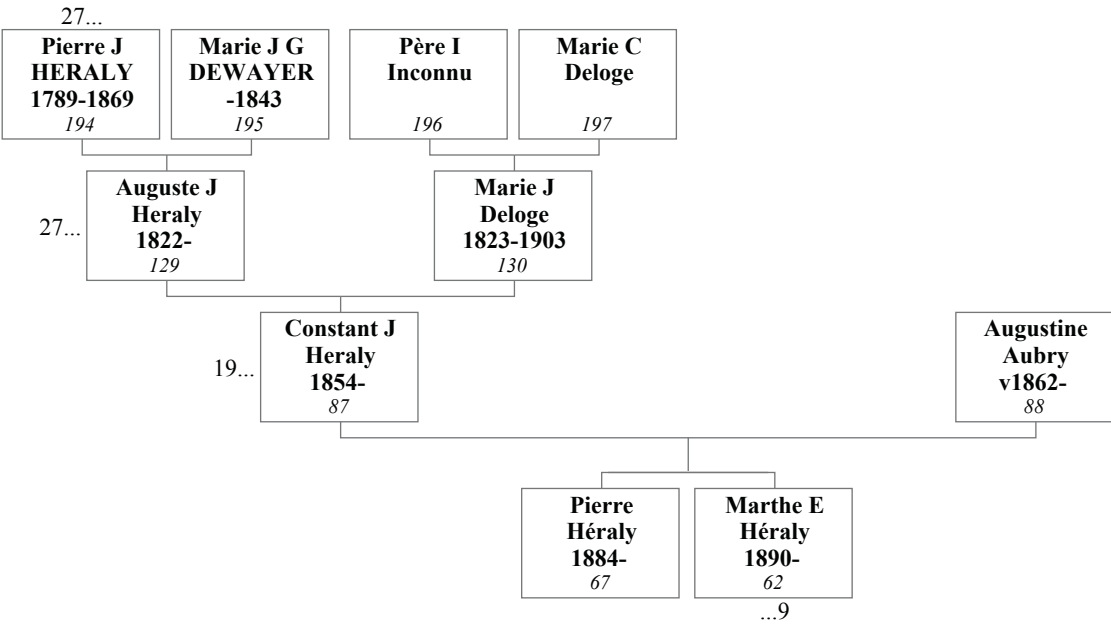 27...
Pierre J
HERALY
1789-1869
194
Marie J G
DEWAYER
-1843
195
Père I
Inconnu
196
Marie C
Deloge
197
27...
Auguste J
Heraly
1822-
129
Marie J
Deloge
1823-1903
130
19...
Constant J
Heraly
1854-
87
Augustine
Aubry
v1862-
88
Pierre
Héraly
1884-
67
Marthe E
Héraly
1890-
62
...9